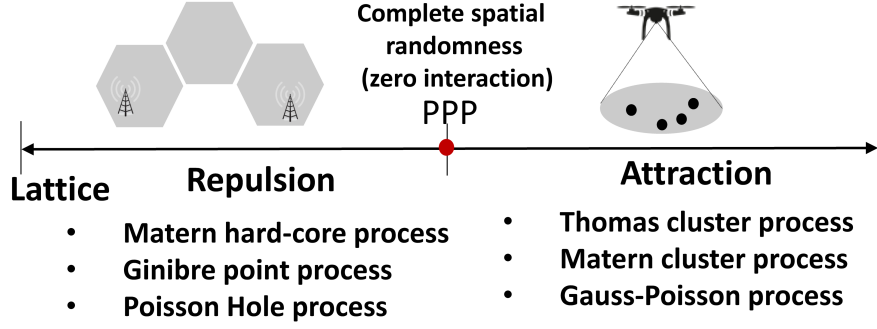 Complete spatial
randomness
(zero interaction)
PPP
Lattice
Repulsion
• Matern hard-core process
• Ginibre point process
• Poisson Hole process
Attraction
• Thomas cluster process
• Matern cluster process
• Gauss-Poisson process